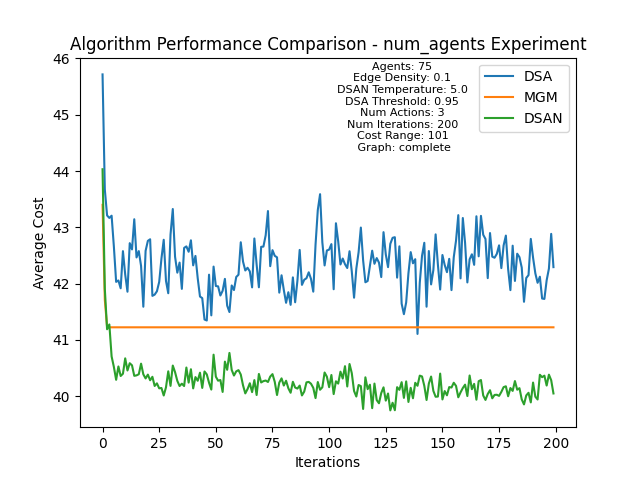 Algorithm Performance Comparison - num_agents Experiment
Agents: 75
Edge Density: 0.1
DSAN Temperature: 5.0
DSA Threshold: 0.95
Num Actions: 3
Num Iterations: 200
Cost Range: 101
Graph: complete
DSA
MGM
DSAN
Average Cost
46
45
44
43
42
41
40
0 25 50 75 100 125 150 175 200
Iterations